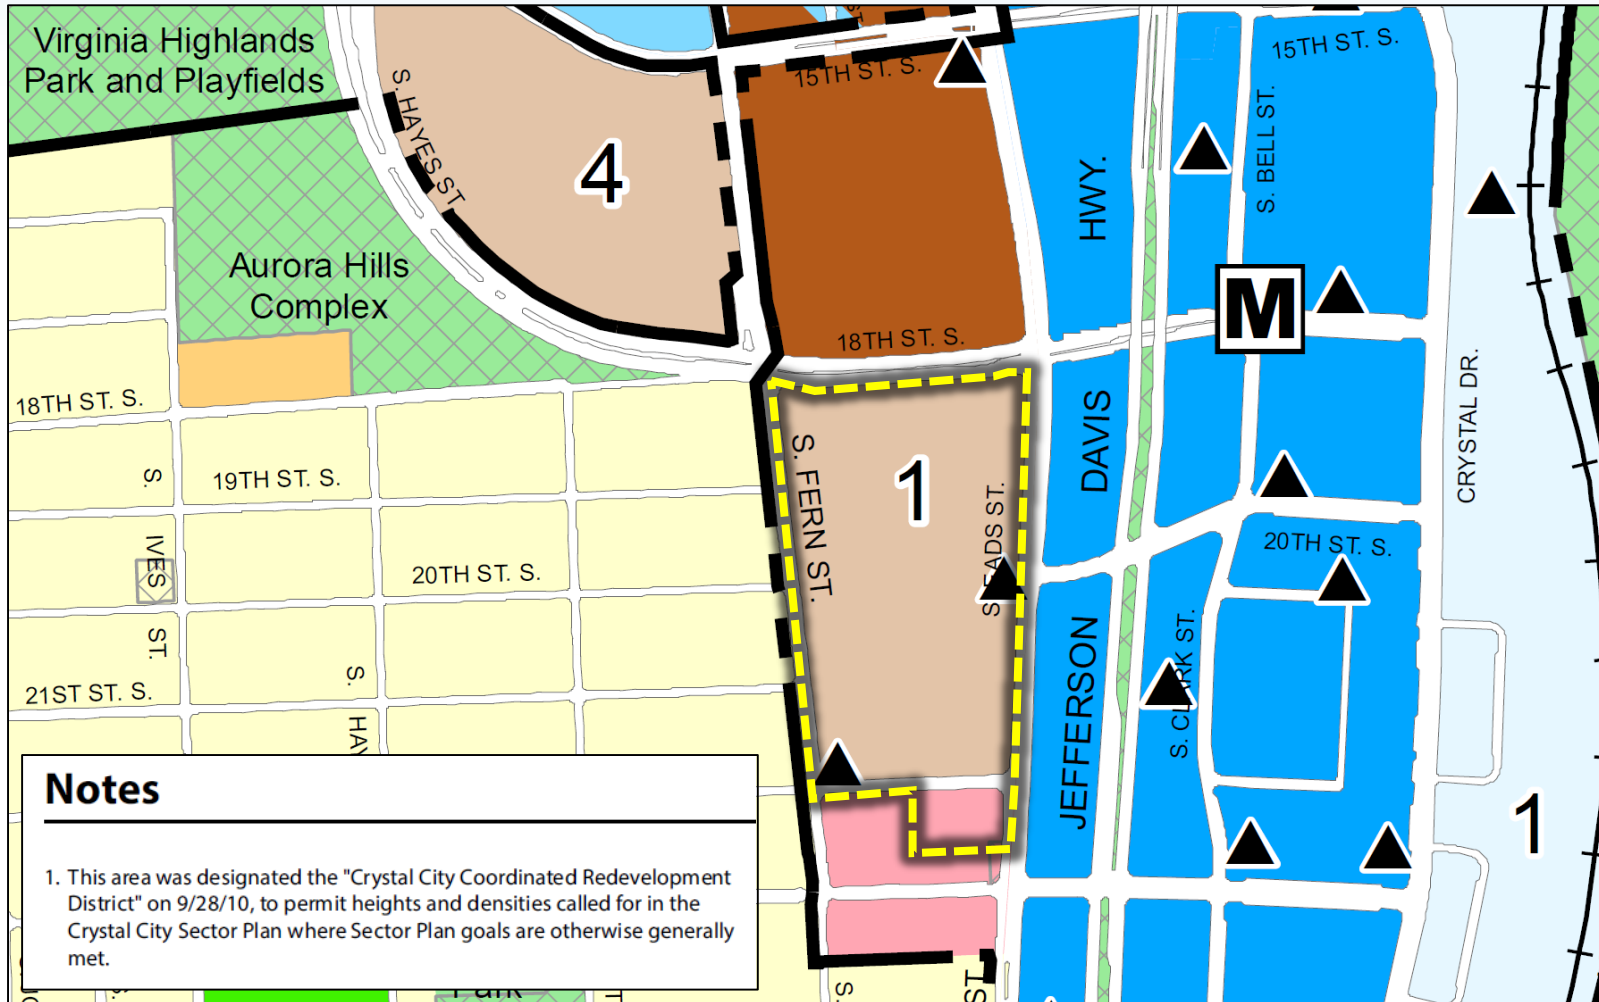 Virginia Highlands
Park and Playfields
S. HAYES ST
4
ST.
15TH ST. S.
15TH ST. S.
HWY.
S. BELL ST.
M
Aurora Hills
Complex
18TH ST. S.
18TH ST. S.
CRYSTAL DR.
DAVIS
S. FERN ST.
1
S. EADS ST.
S.
19TH ST. S.
IVES
20TH ST. S.
20TH ST. S.
ST.
S.
21ST ST. S.
HAY
JEFFERSON
S. CLARK ST.
1
Notes
1. This area was designated the "Crystal City Coordinated Redevelopment
District" on 9/28/10, to permit heights and densities called for in the
Crystal City Sector Plan where Sector Plan goals are otherwise generally
met.
Park
S.
S.
ST.